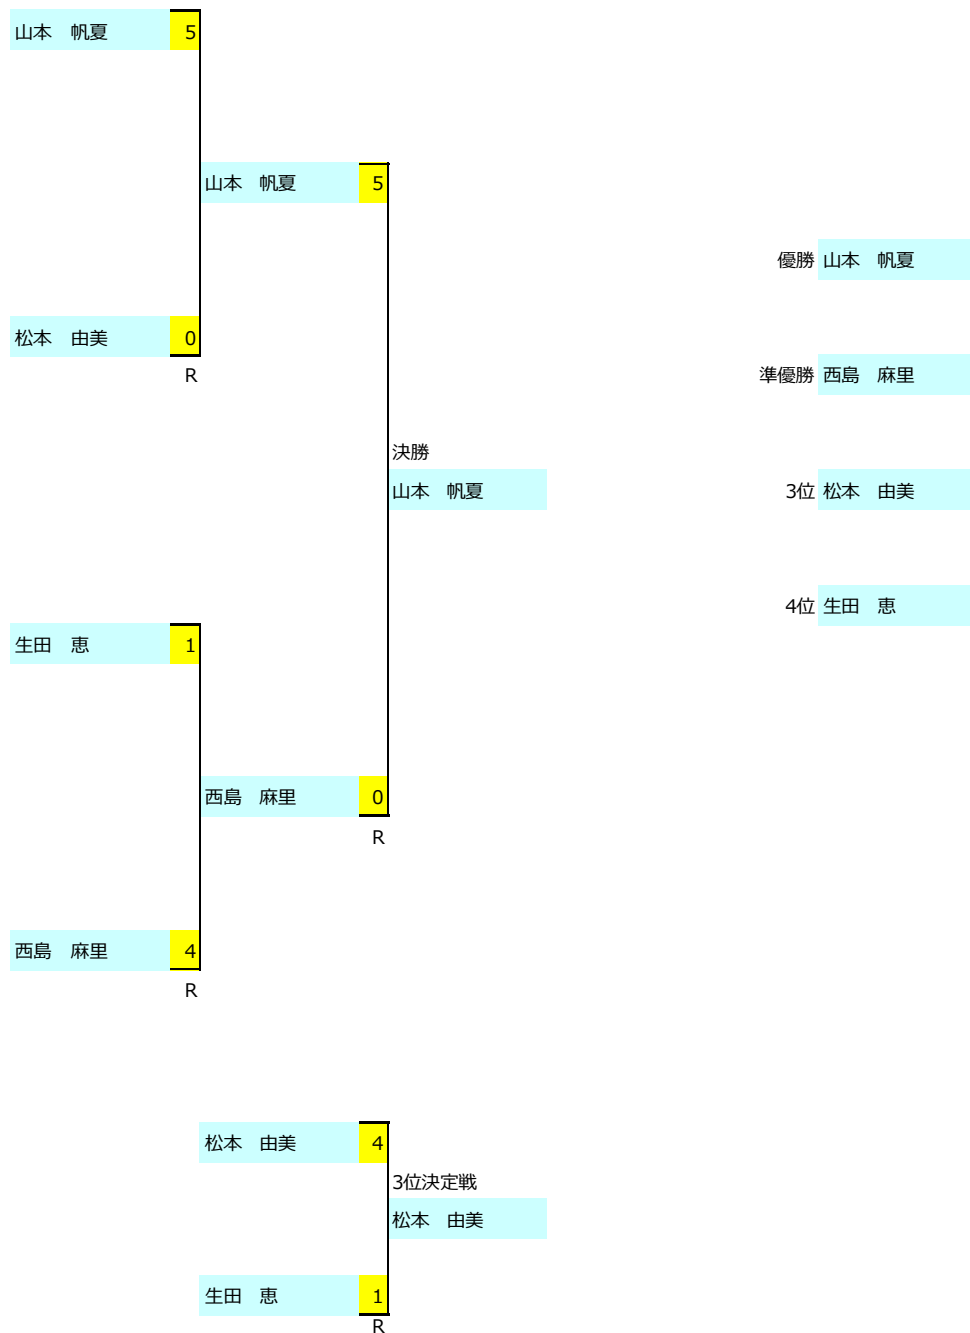 山本　帆夏 5
山本　帆夏 5
優勝 山本　帆夏
松本　由美 0
R
準優勝 西島　麻里
決勝
山本　帆夏
3位 松本　由美
4位 生田　恵
生田　恵 1
西島　麻里 0
R
西島　麻里 4
R
松本　由美 4
3位決定戦
松本　由美
生田　恵 1
R